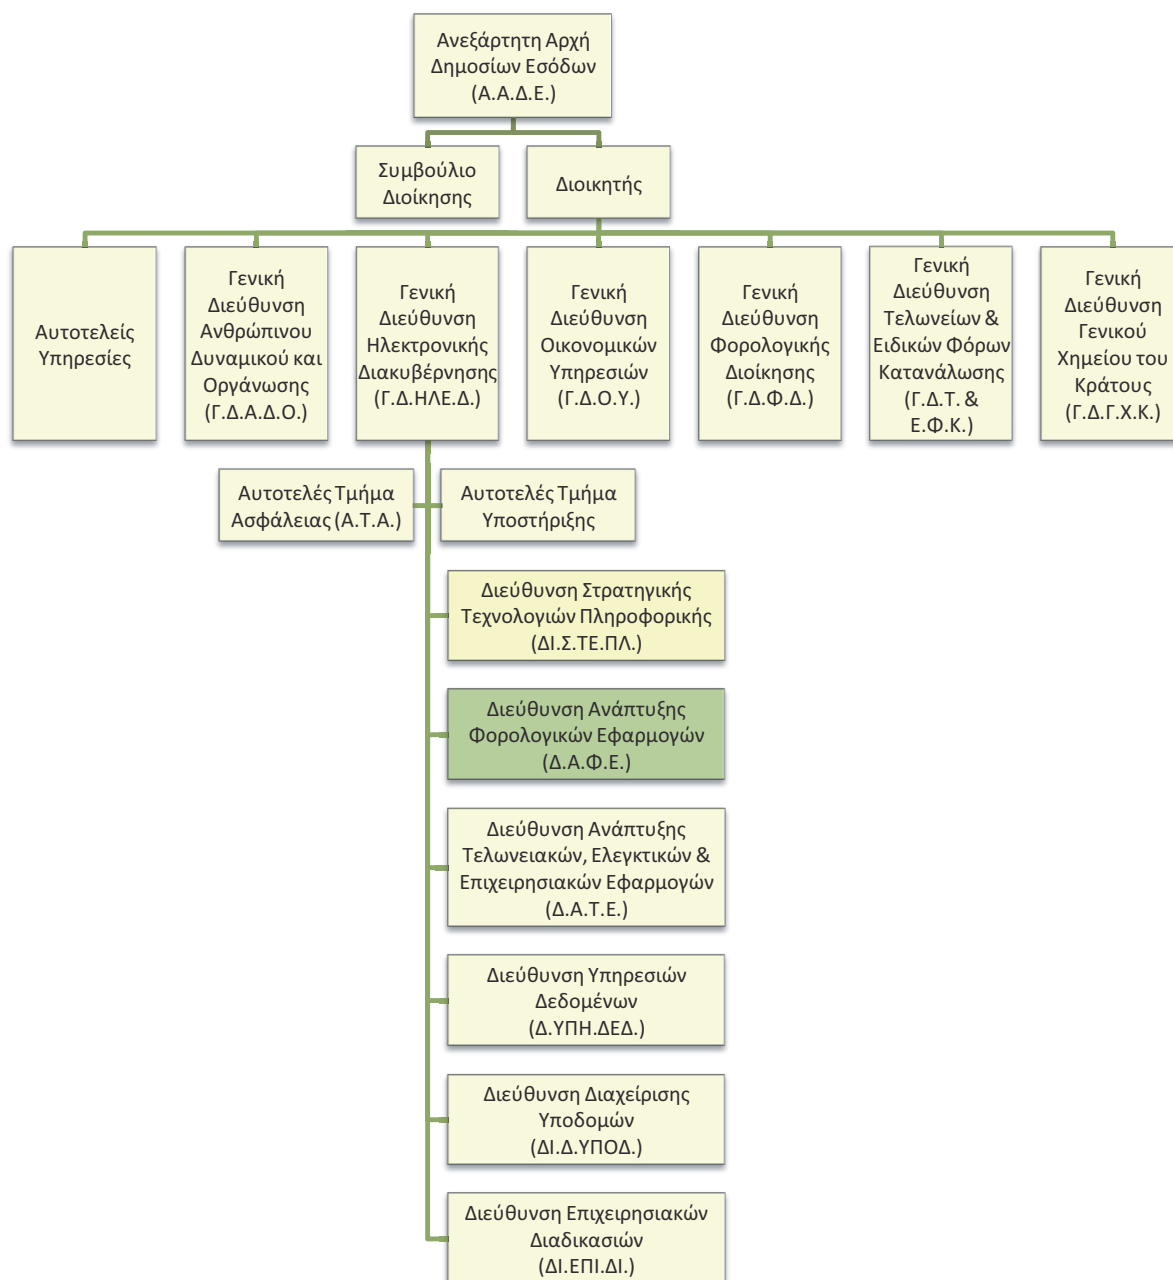 Ανεξάρτητη Αρχή
Δημοσίων Εσόδων
(Α.Α.Δ.Ε.)
Συμβούλιο
Διοίκησης
Διοικητής
Αυτοτελείς
Υπηρεσίες
Γενική
Διεύθυνση
Ανθρώπινου
Δυναμικού και
Οργάνωσης
(Γ.Δ.Α.Δ.Ο.)
Γενική
Διεύθυνση
Ηλεκτρονικής
Διακυβέρνησης
(Γ.Δ.ΗΛΕ.Δ.)
Γενική
Διεύθυνση
Οικονομικών
Υπηρεσιών
(Γ.Δ.Ο.Υ.)
Γενική
Διεύθυνση
Φορολογικής
Διοίκησης
(Γ.Δ.Φ.Δ.)
Γενική
Διεύθυνση
Τελωνείων &
Ειδικών Φόρων
Κατανάλωσης
(Γ.Δ.Τ. &
Ε.Φ.Κ.)
Γενική
Διεύθυνση
Γενικού
Χημείου του
Κράτους
(Γ.Δ.Γ.Χ.Κ.)
Αυτοτελές Τμήμα
Ασφάλειας (Α.Τ.Α.)
Αυτοτελές Τμήμα
Υποστήριξης
Διεύθυνση Στρατηγικής
Τεχνολογιών Πληροφορικής
(ΔΙ.Σ.ΤΕ.ΠΛ.)
Διεύθυνση Ανάπτυξης
Φορολογικών Εφαρμογών
(Δ.Α.Φ.Ε.)
Διεύθυνση Ανάπτυξης
Τελωνειακών, Ελεγκτικών &
Επιχειρησιακών Εφαρμογών
(Δ.Α.Τ.Ε.)
Διεύθυνση Υπηρεσιών
Δεδομένων
(Δ.ΥΠΗ.ΔΕΔ.)
Διεύθυνση Διαχείρισης
Υποδομών
(ΔΙ.Δ.ΥΠΟΔ.)
Διεύθυνση Επιχειρησιακών
Διαδικασιών
(ΔΙ.ΕΠΙ.ΔΙ.)